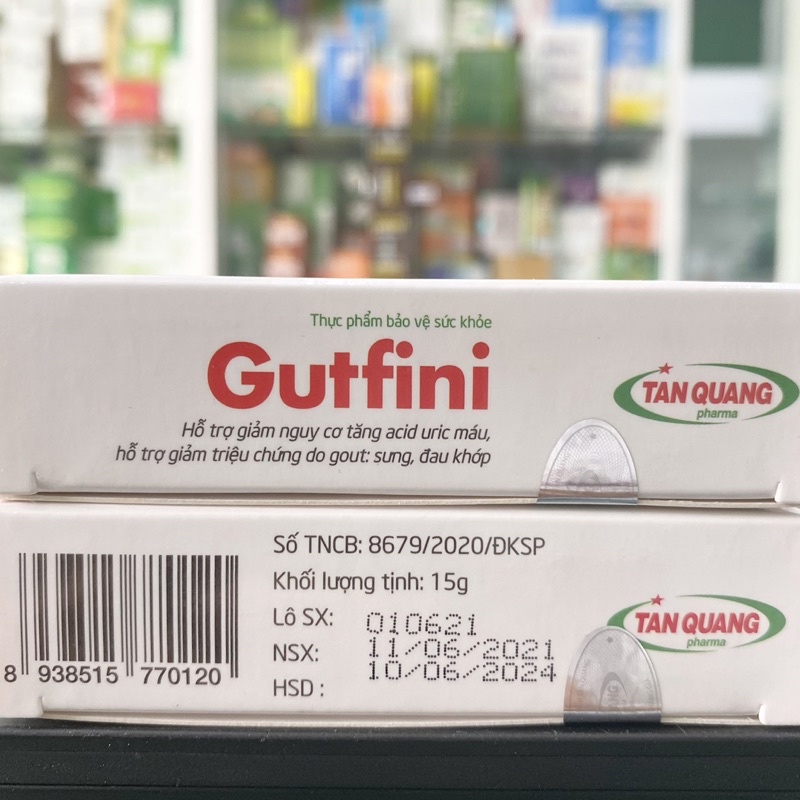 Thực phẩm bảo vệ sức khỏe
Gutfini
Hỗ trợ giảm nguy cơ tăng acid uric máu,
hỗ trợ giảm triệu chứng do gout: sưng, đau khớp
TÂN QUANG
pharma
Số TNCB: 8679/2020/ĐKSP
Khối lượng tịnh: 15g
Lô SX: 010621
NSX: 11/06/2021
HSD : 10/06/2024
8 938515 770120
TÂN QUANG
pharma